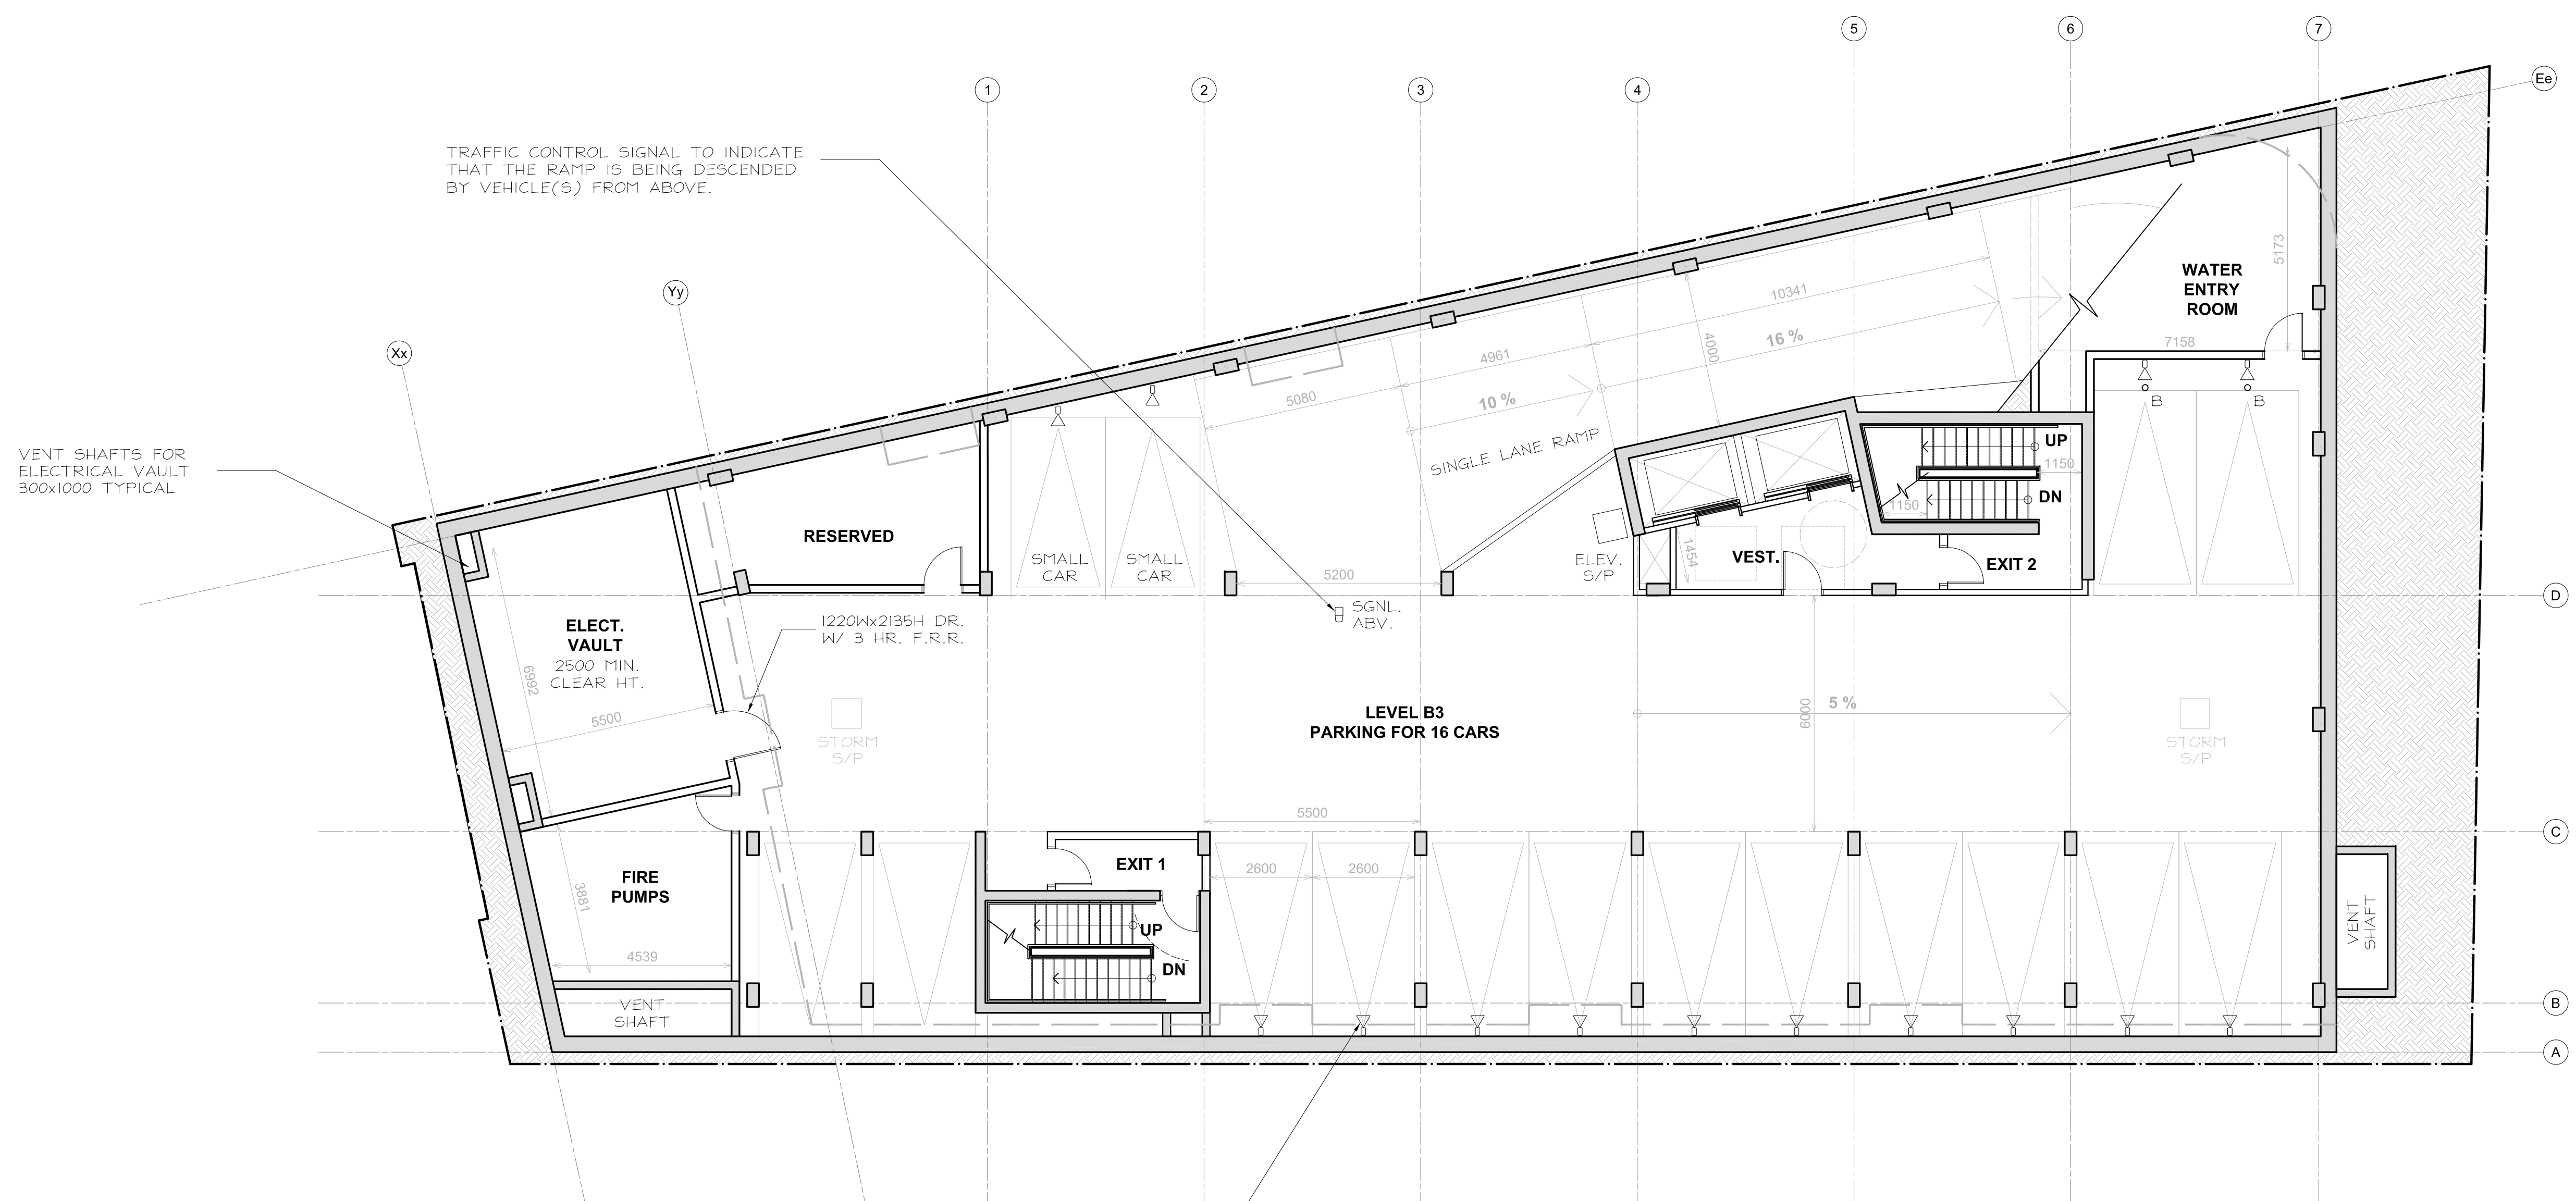 5
6
7
Ee
1
2
3
4
TRAFFIC CONTROL SIGNAL TO INDICATE
THAT THE RAMP IS BEING DESCENDED
BY VEHICLE(S) FROM ABOVE.
Yy
Xx
WATER
ENTRY
ROOM
5173
7158
10341
16 %
4000
4961
5080
10 %
SINGLE LANE RAMP
B
B
VENT SHAFTS FOR
ELECTRICAL VAULT
300x1000 TYPICAL
UP
1150
DN
1150
RESERVED
SMALL
CAR
SMALL
CAR
5200
ELEV.
S/P
1454
VEST.
EXIT 2
D
SGNL.
ABV.
1220Wx2135H DR.
W/ 3 HR. F.R.R.
ELECT.
VAULT
2500 MIN.
CLEAR HT.
6992
5500
STORM
S/P
LEVEL B3
PARKING FOR 16 CARS
6000
5 %
STORM
S/P
5500
C
EXIT 1
2600
2600
FIRE
PUMPS
3881
4539
UP
DN
VENT
SHAFT
VENT
SHAFT
B
A